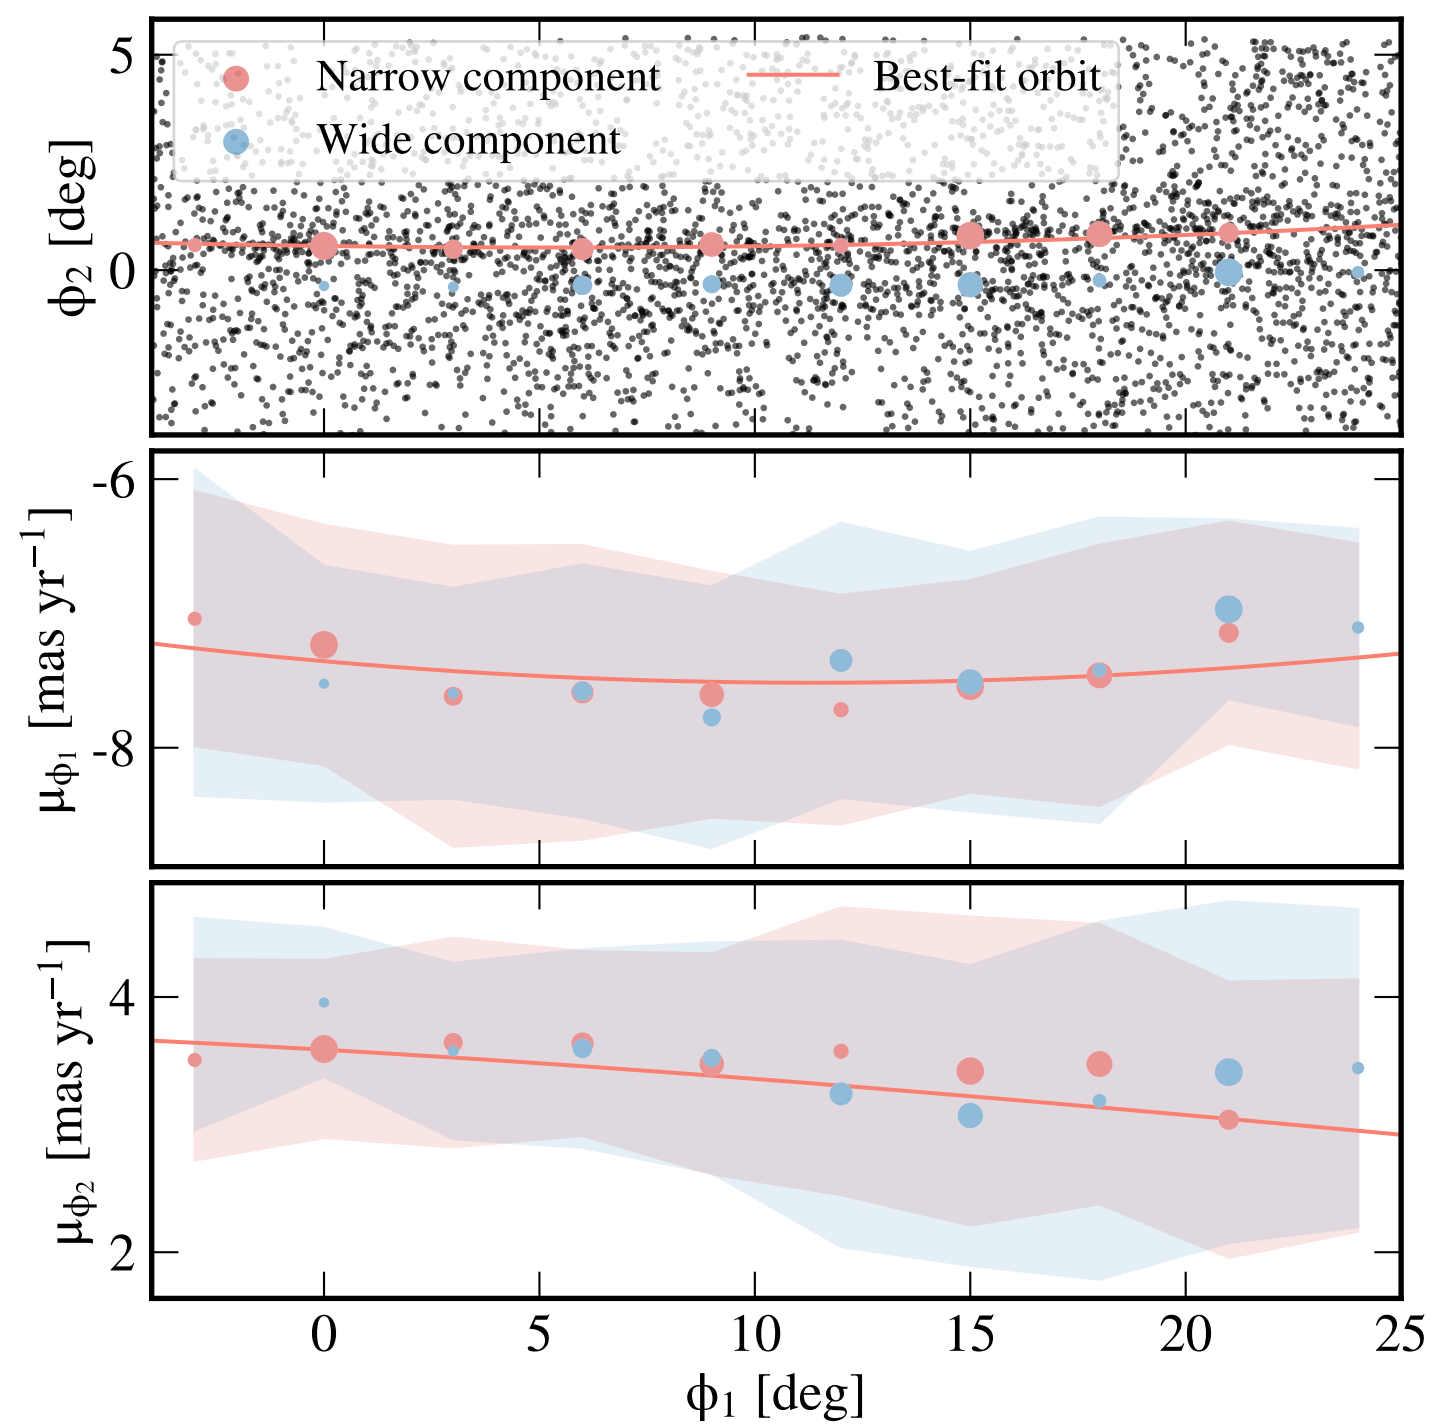 5
Narrow component
Best-fit orbit
Wide component
0
ϕ2 [deg]
-6
-8
μϕ1 [mas yr−1]
4
2
μϕ2 [mas yr−1]
0 5 10 15 20 25
ϕ1 [deg]